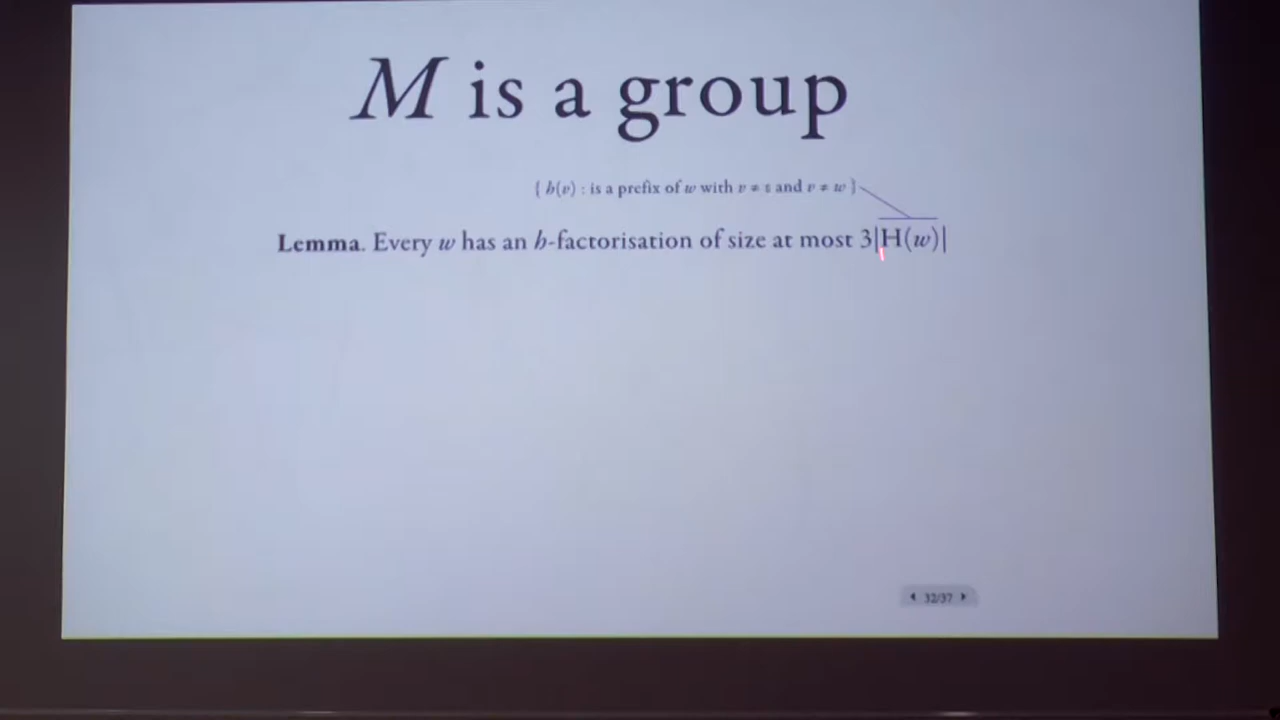 M is a group
{ h(v) : is a prefix of w with v ≠ ε and v ≠ w }
Lemma. Every w has an h-factorisation of size at most 3|H(w)|
32/37